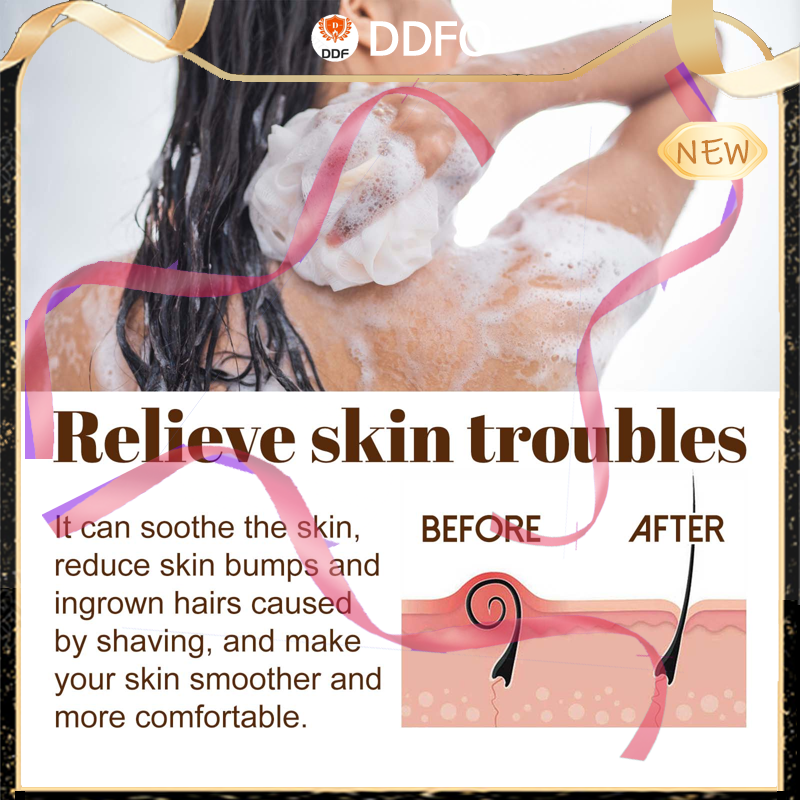 DDF
NEW
Relieve skin troubles
It can soothe the skin,
reduce skin bumps and
ingrown hairs caused
by shaving, and make
your skin smoother and
more comfortable.
BEFORE
AFTER